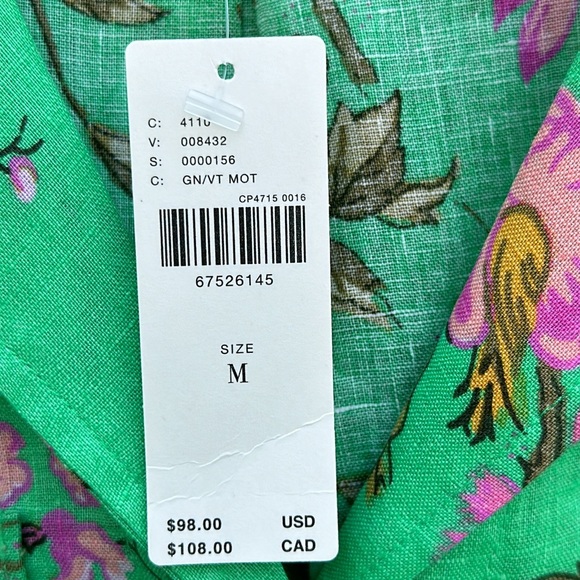 C: 4110
V: 008432
S: 0000156
C: GN/VT MOT
CP4715 0016
67526145
SIZE
M
$98.00 USD
$108.00 CAD